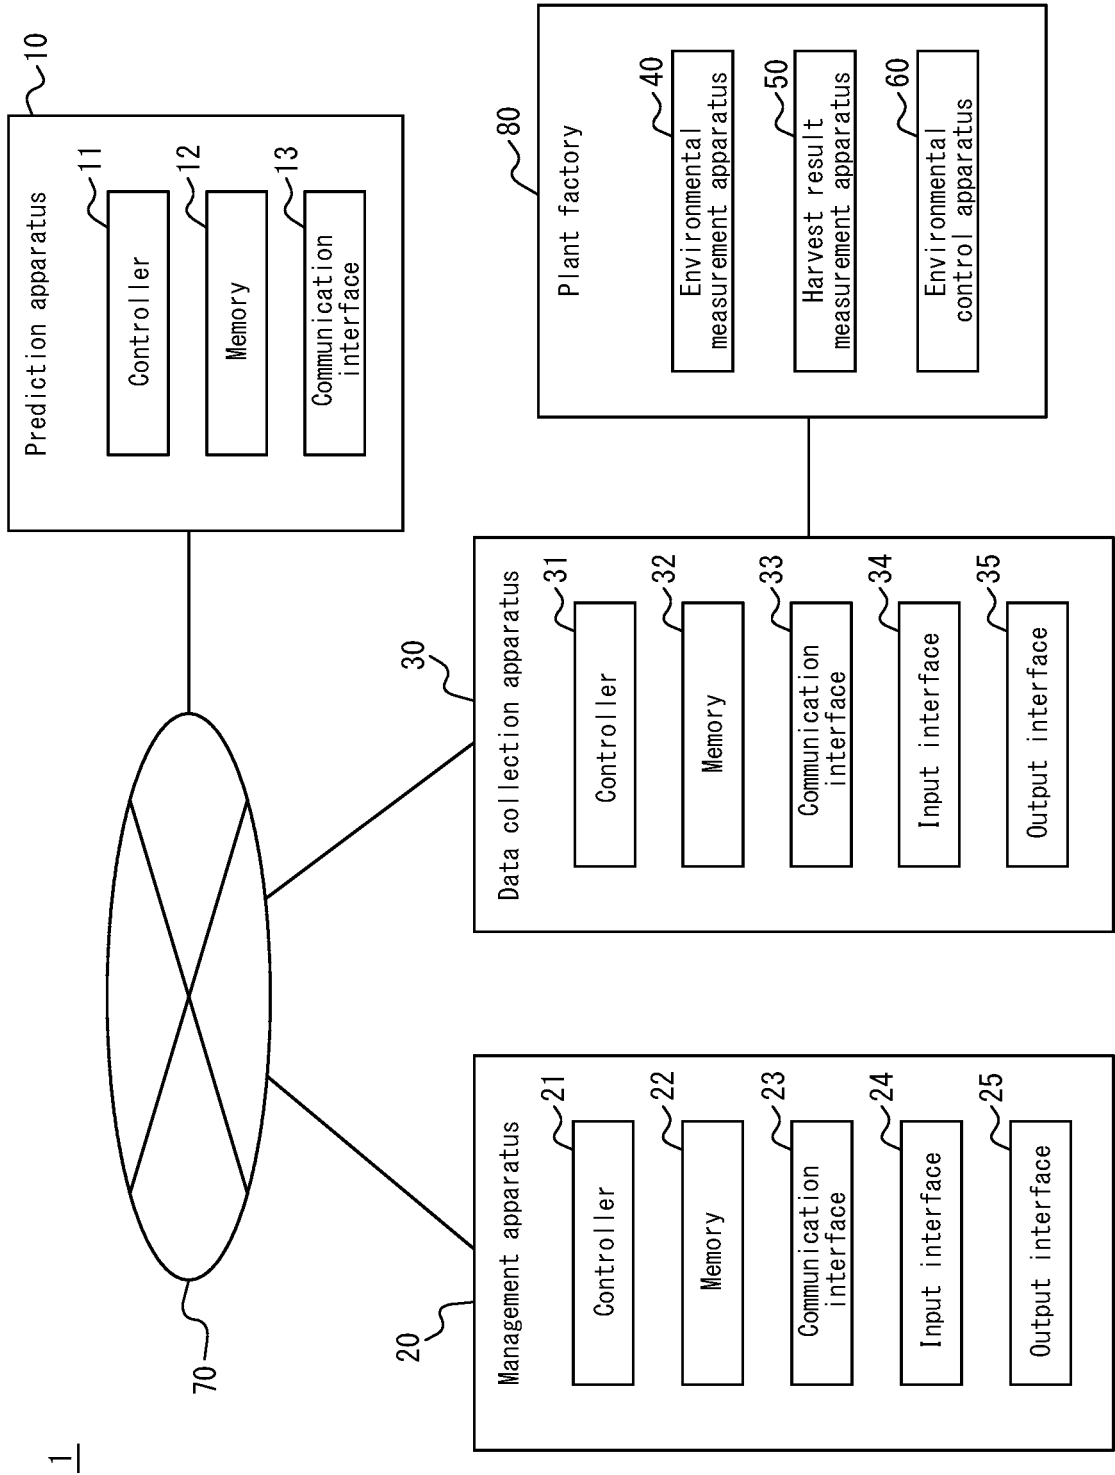 1
70
Prediction apparatus
10
Controller
11
Memory
12
Communication
interface
13
Management apparatus
20
Controller
21
Memory
22
Communication
interface
23
Input interface
24
Output interface
25
Data collection apparatus
30
Controller
31
Memory
32
Communication
interface
33
Input interface
34
Output interface
35
Plant factory
80
Environmental
measurement apparatus
40
Harvest result
measurement apparatus
50
Environmental
control apparatus
60